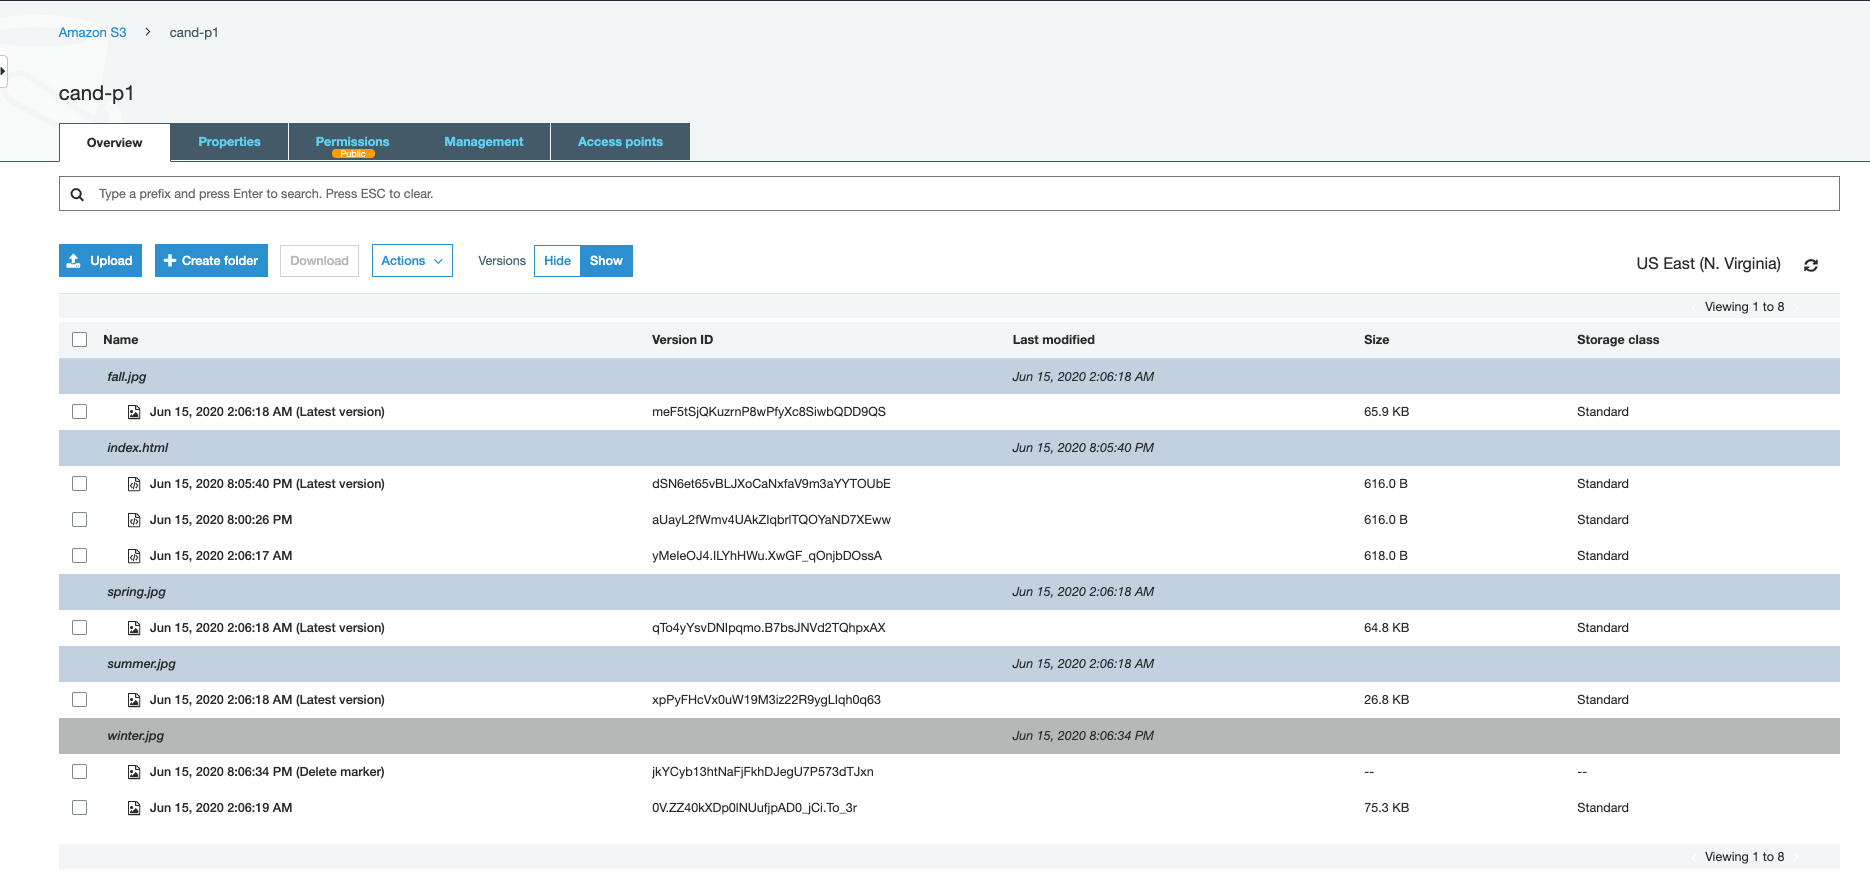 Amazon S3 > cand-p1
cand-p1
Overview Properties Permissions Management Access points
Public
Type a prefix and press Enter to search. Press ESC to clear.
Upload Create folder Download Actions Versions Hide Show
US East (N. Virginia)
Viewing 1 to 8
Name Version ID Last modified Size Storage class
fall.jpg Jun 15, 2020 2:06:18 AM
Jun 15, 2020 2:06:18 AM (Latest version) meF5tSjQKuzrnP8wPfyXc8SiwbQDD9QS 65.9 KB Standard
index.html Jun 15, 2020 8:05:40 PM
Jun 15, 2020 8:05:40 PM (Latest version) dSN6et65vBLJXoCaNxfaV9m3aYYTOUbE 616.0 B Standard
Jun 15, 2020 8:00:26 PM aUayL2fWmv4UAkZIqbrlTQOYaND7XEww 616.0 B Standard
Jun 15, 2020 2:06:17 AM yMeIeOJ4.ILYhHWu.XwGF_qOnjbDOssA 618.0 B Standard
spring.jpg Jun 15, 2020 2:06:18 AM
Jun 15, 2020 2:06:18 AM (Latest version) qTo4yYsvDNIpqmo.B7bsJNVd2TQhpxAX 64.8 KB Standard
summer.jpg Jun 15, 2020 2:06:18 AM
Jun 15, 2020 2:06:18 AM (Latest version) xpPyFHcVx0uW19M3iz22R9ygLIqh0q63 26.8 KB Standard
winter.jpg Jun 15, 2020 8:06:34 PM
Jun 15, 2020 8:06:34 PM (Delete marker) jkYCyb13htNaFjFkhDJegU7P573dTJxn -- --
Jun 15, 2020 2:06:19 AM 0V.ZZ40kXDp0lNUufjpAD0_jCi.To_3r 75.3 KB Standard
Viewing 1 to 8